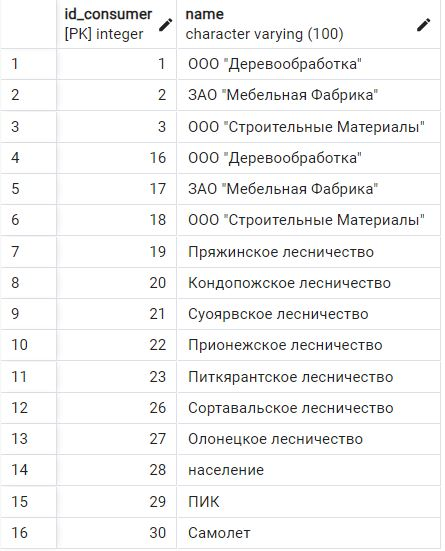 id_consumer name
[PK] integer character varying (100)
1 1 ООО "Деревообработка"
2 2 ЗАО "Мебельная Фабрика"
3 3 ООО "Строительные Материалы"
4 16 ООО "Деревообработка"
5 17 ЗАО "Мебельная Фабрика"
6 18 ООО "Строительные Материалы"
7 19 Пряжинское лесничество
8 20 Кондопожское лесничество
9 21 Суоярвское лесничество
10 22 Прионежское лесничество
11 23 Питкярантское лесничество
12 26 Сортавальское лесничество
13 27 Олонецкое лесничество
14 28 население
15 29 ПИК
16 30 Самолет